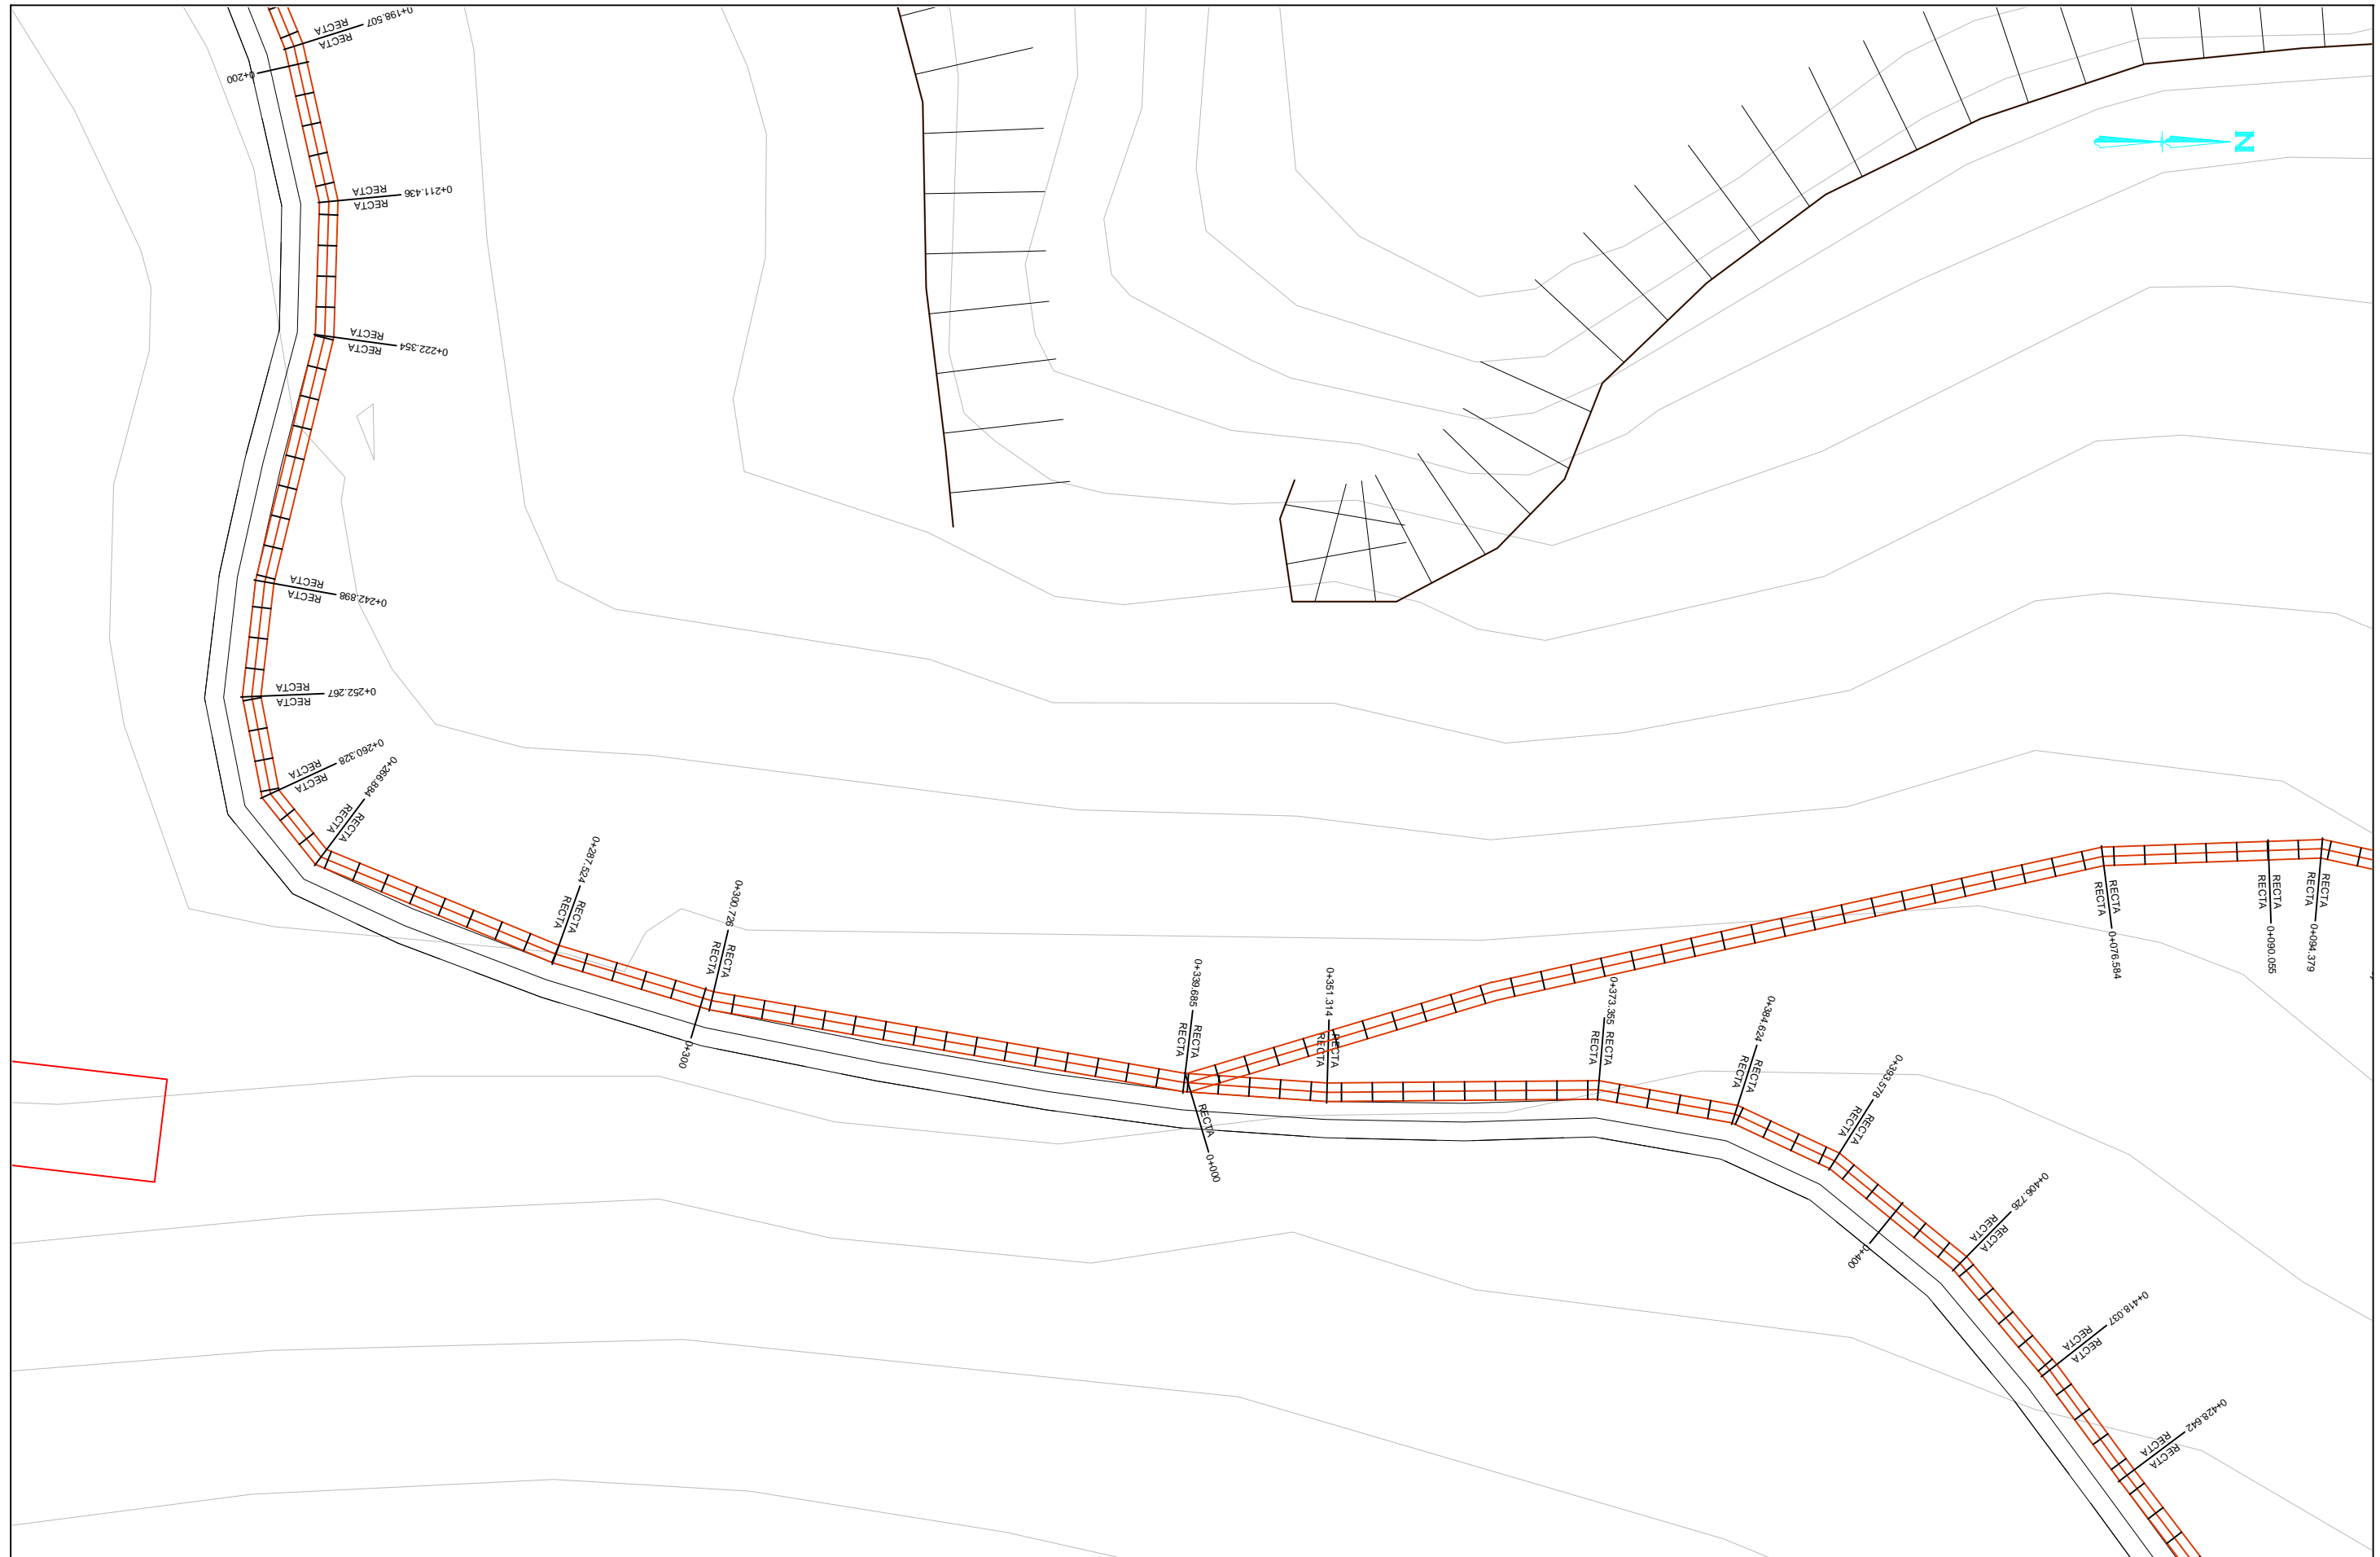 0+198.507
RECTA
RECTA
0+200
N
RECTA
0+211.436
RECTA
RECTA
0+222.354
RECTA
RECTA
0+242.898
RECTA
RECTA
0+252.267
RECTA
0+260.328
RECTA
RECTA
0+266.884
RECTA
RECTA
0+287.524
RECTA
RECTA
0+300.726
RECTA
RECTA
0+300
0+339.685
RECTA
RECTA
RECTA
0+000
0+351.314
RECTA
RECTA
0+373.355
RECTA
RECTA
0+384.624
RECTA
RECTA
0+393.578
RECTA
RECTA
0+400
0+406.726
RECTA
RECTA
0+418.037
RECTA
RECTA
0+428.642
RECTA
RECTA
RECTA
RECTA
0+076.584
RECTA
RECTA
0+090.055
RECTA
RECTA
0+094.379